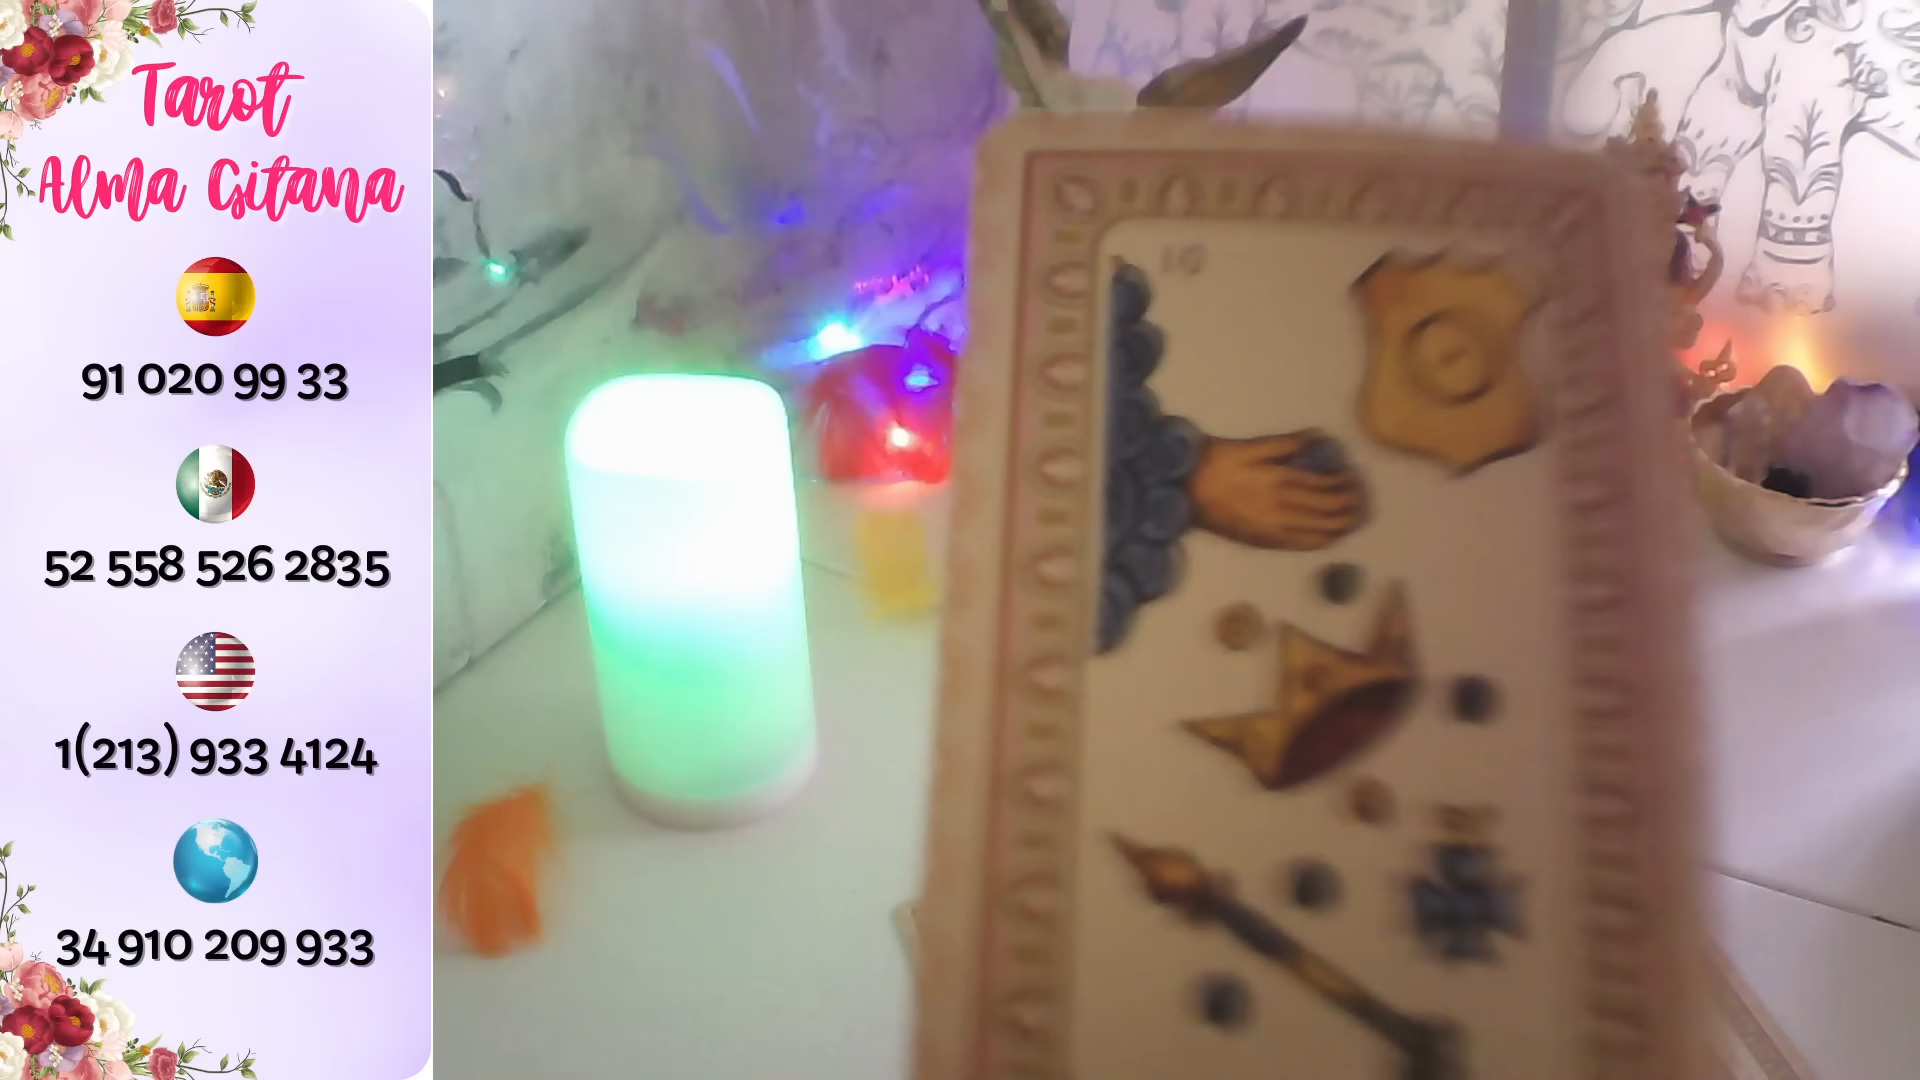 Tarot
Alma Gitana
91 020 99 33
52 558 526 2835
1(213) 933 4124
34 910 209 933